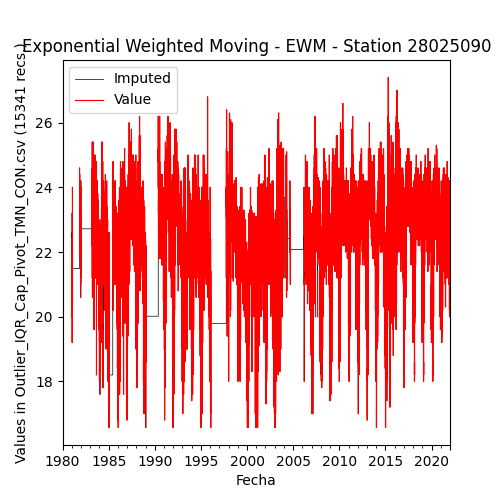 Exponential Weighted Moving - EWM - Station 28025090
Imputed
Value
Values in Outlier_IQR_Cap_Pivot_TMN_CON.csv (15341 recs.)
26
24
22
20
18
1980 1985 1990 1995 2000 2005 2010 2015 2020
Fecha